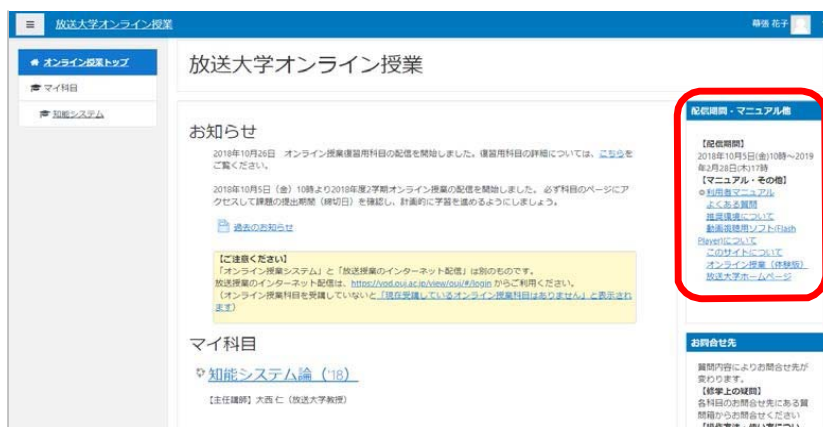 放送大学オンライン授業
幕張 花子
オンライン授業トップ
マイ科目
知能システム
放送大学オンライン授業
お知らせ
2018年10月26日　オンライン授業復習用科目の配信を開始しました。復習用科目の詳細については、こちらを
ご覧ください。
2018年10月5日（金）10時より2018年度2学期オンライン授業の配信を開始しました。必ず科目のページにア
クセスして課題の提出期間（締切日）を確認し、計画的に学習を進めるようにしましょう。
過去のお知らせ
【ご注意ください】
「オンライン授業システム」と「放送授業のインターネット配信」は別のものです。
放送授業のインターネット配信は、https://vod.ouj.ac.jp/view/ouj/#/login からご利用ください。
（オンライン授業科目を受講していないと「現在受講しているオンライン授業科目はありません」と表示され
ます）
マイ科目
知能システム論（'18）
【主任講師】大西 仁（放送大学教授）
配信期間・マニュアル他
【配信期間】
2018年10月5日(金)10時～2019
年2月28日(木)17時
【マニュアル・その他】
利用者マニュアル
よくある質問
推奨環境について
動画視聴用ソフト(Flash
Player)について
このサイトについて
オンライン授業（体験版）
放送大学ホームページ
お問合せ先
質問内容によりお問合せ先が
変わります。
【修学上の疑問】
各科目のお問合せ先にある質
問箱からお問合せください